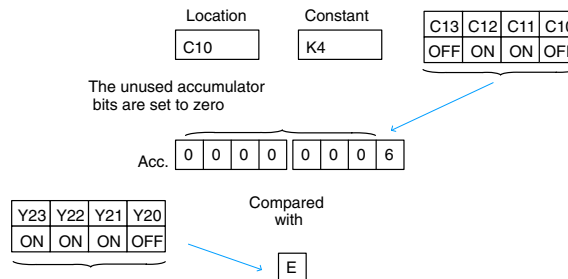 Location Constant
C10 K4
C13 C12 C11 C10
OFF ON ON OFF
The unused accumulator
bits are set to zero
Acc. 0 0 0 0 0 0 0 6
Compared
with
Y23 Y22 Y21 Y20
ON ON ON OFF
E